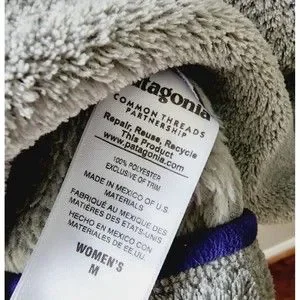 patagonia
COMMON THREADS
PARTNERSHIP
Repair, Reuse, Recycle
This Product
www.patagonia.com
100% POLYESTER
EXCLUSIVE OF TRIM
MADE IN MEXICO OF U.S.
MATERIALS
FABRIQUÉ AU MEXIQUE DES
MATIÈRES DES ETATS-UNIS
HECHO EN MEXICO CON
MATERIALES DE EE.UU.
WOMEN'S
M